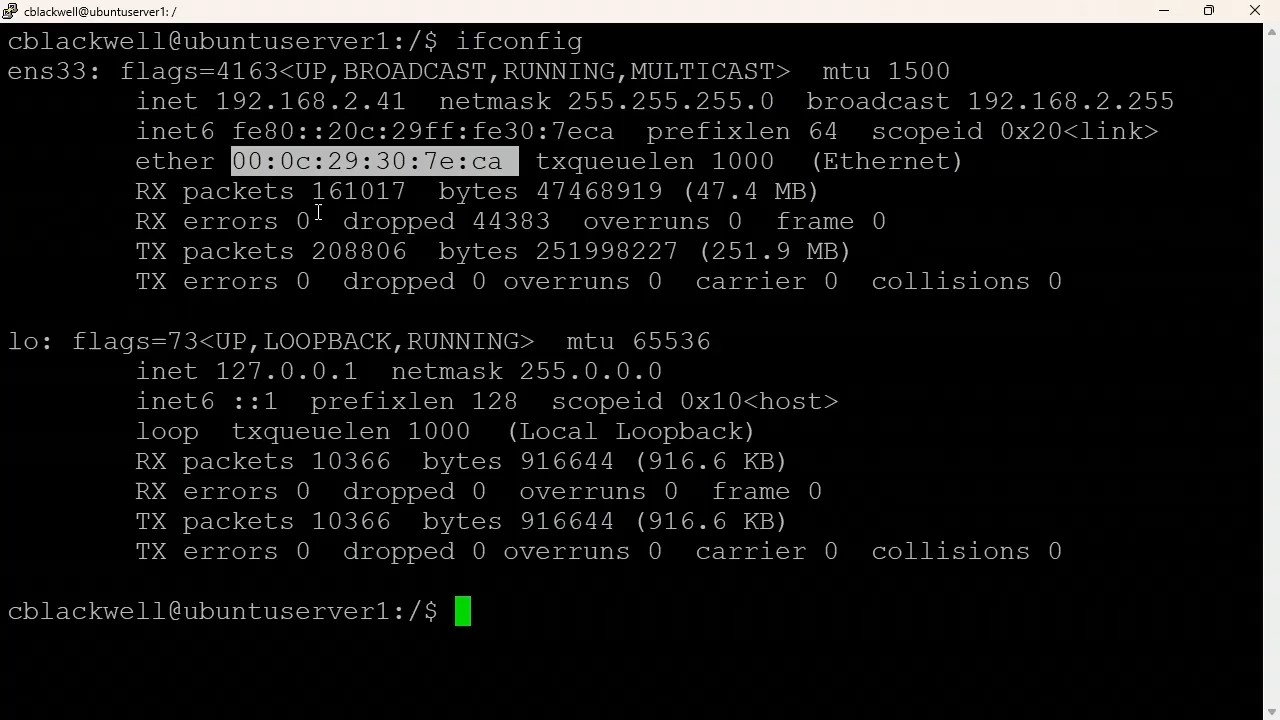 cblackwell@ubuntuserver1: /
cblackwell@ubuntuserver1:/$ ifconfig
ens33: flags=4163<UP,BROADCAST,RUNNING,MULTICAST>  mtu 1500
        inet 192.168.2.41  netmask 255.255.255.0  broadcast 192.168.2.255
        inet6 fe80::20c:29ff:fe30:7eca  prefixlen 64  scopeid 0x20<link>
        ether 00:0c:29:30:7e:ca  txqueuelen 1000  (Ethernet)
        RX packets 161017  bytes 47468919 (47.4 MB)
        RX errors 0  dropped 44383  overruns 0  frame 0
        TX packets 208806  bytes 251998227 (251.9 MB)
        TX errors 0  dropped 0 overruns 0  carrier 0  collisions 0
lo: flags=73<UP,LOOPBACK,RUNNING>  mtu 65536
        inet 127.0.0.1  netmask 255.0.0.0
        inet6 ::1  prefixlen 128  scopeid 0x10<host>
        loop  txqueuelen 1000  (Local Loopback)
        RX packets 10366  bytes 916644 (916.6 KB)
        RX errors 0  dropped 0  overruns 0  frame 0
        TX packets 10366  bytes 916644 (916.6 KB)
        TX errors 0  dropped 0 overruns 0  carrier 0  collisions 0
cblackwell@ubuntuserver1:/$